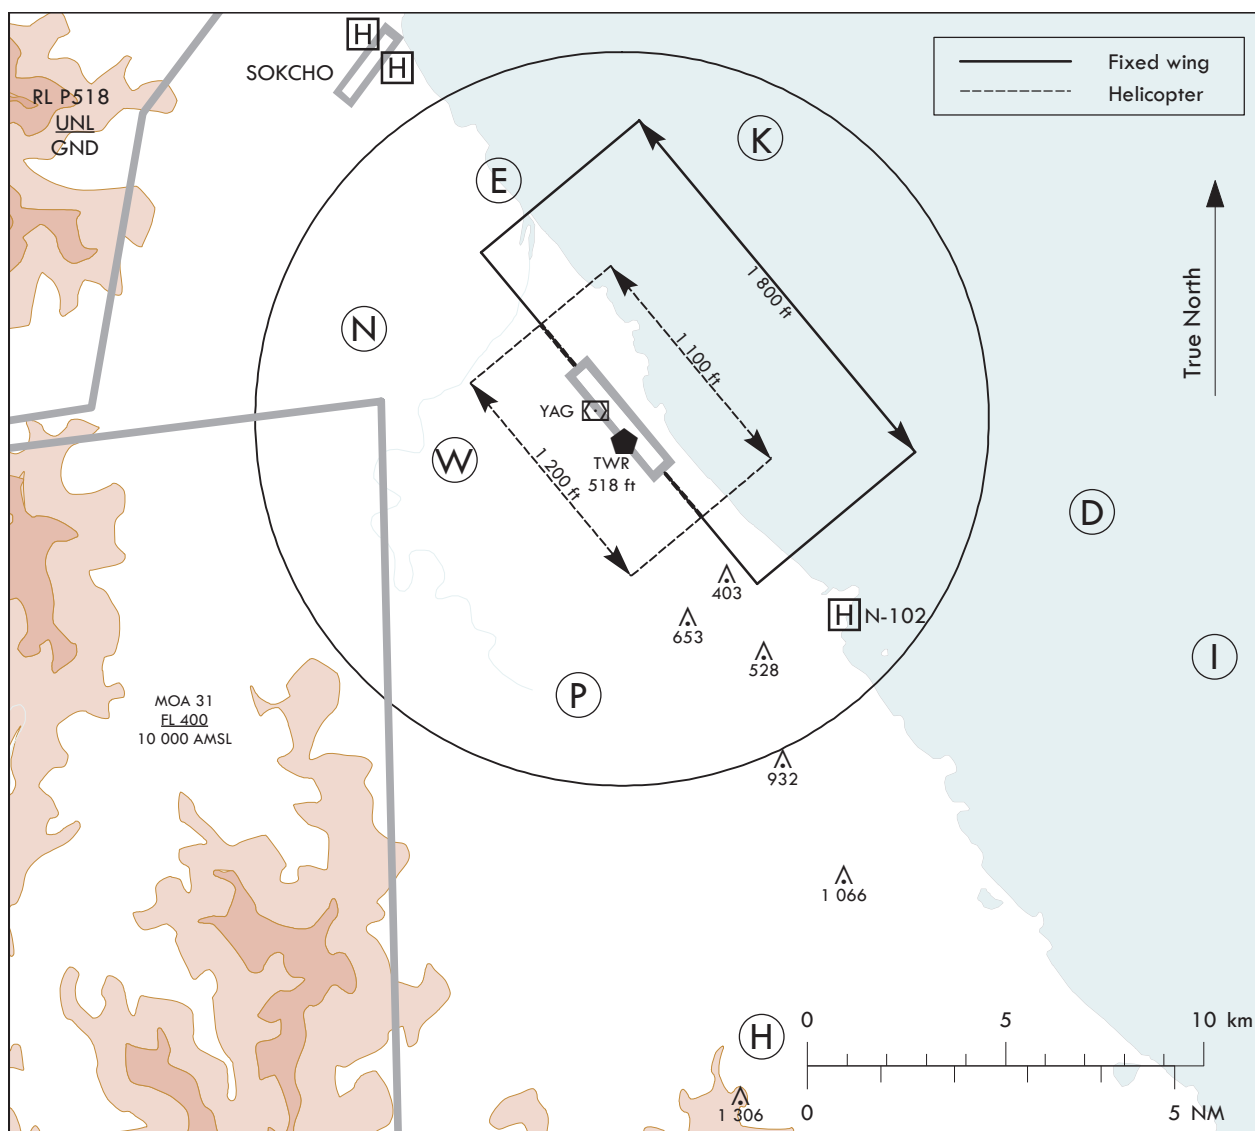 H
H
SOKCHO
Fixed wing
Helicopter
RL P518
UNL
GND
K
E
True North
1 800 ft
N
1 100 ft
YAG
W
TWR
518 ft
1 200 ft
D
403
H N-102
653
528
I
P
MOA 31
FL 400
10 000 AMSL
932
1 066
H
0 5 10 km
0 5 NM
1 306